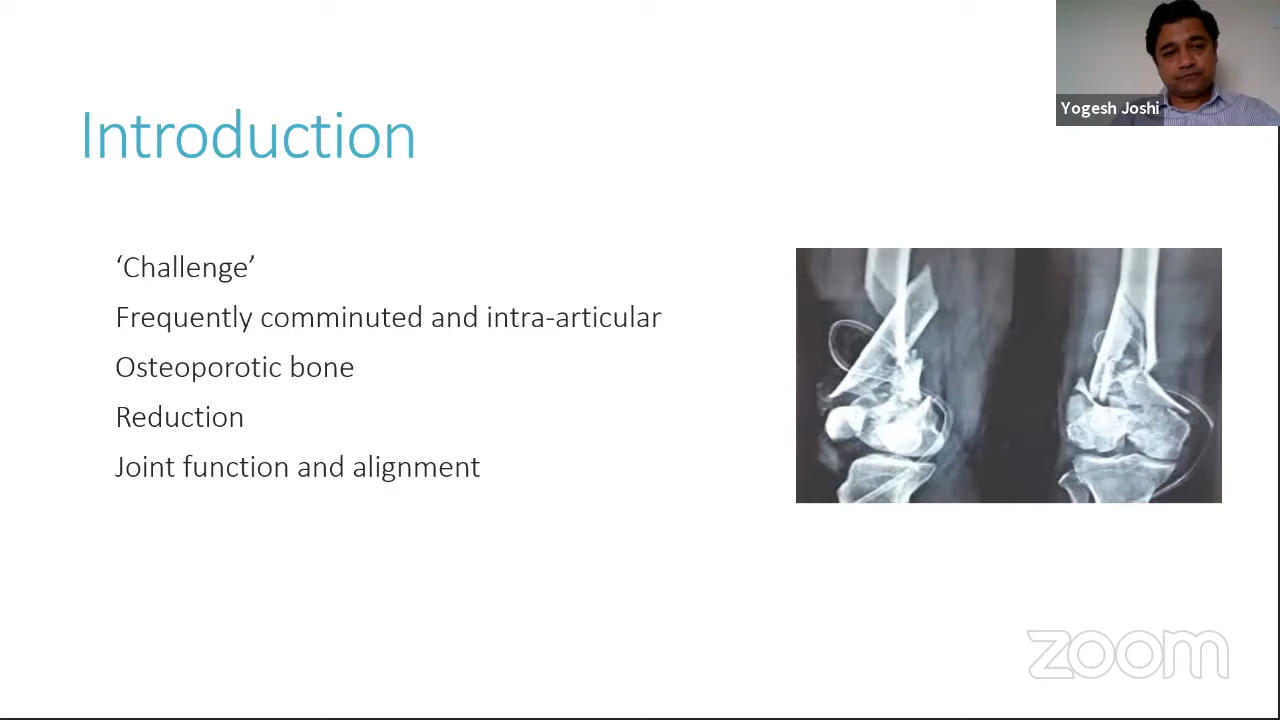 Yogesh Joshi
Introduction
‘Challenge’
Frequently comminuted and intra-articular
Osteoporotic bone
Reduction
Joint function and alignment
zoom